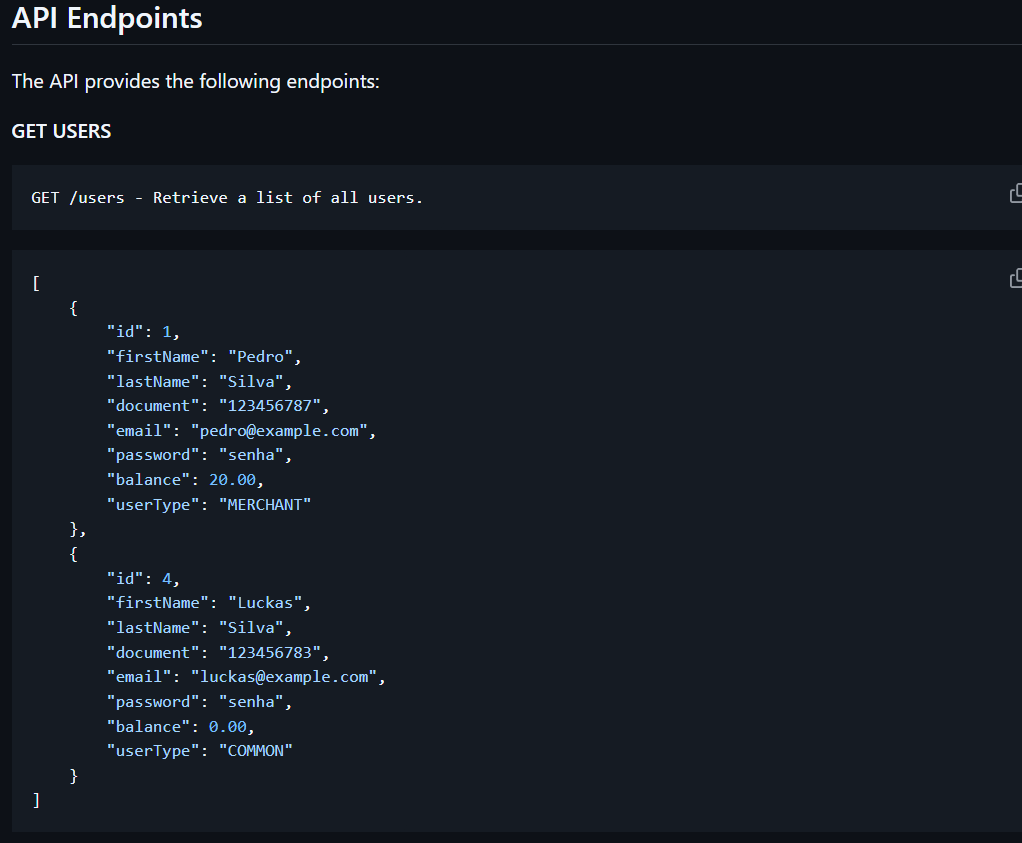 API Endpoints
The API provides the following endpoints:
GET USERS
GET /users - Retrieve a list of all users.
[
    {
        "id": 1,
        "firstName": "Pedro",
        "lastName": "Silva",
        "document": "123456787",
        "email": "pedro@example.com",
        "password": "senha",
        "balance": 20.00,
        "userType": "MERCHANT"
    },
    {
        "id": 4,
        "firstName": "Luckas",
        "lastName": "Silva",
        "document": "123456783",
        "email": "luckas@example.com",
        "password": "senha",
        "balance": 0.00,
        "userType": "COMMON"
    }
]